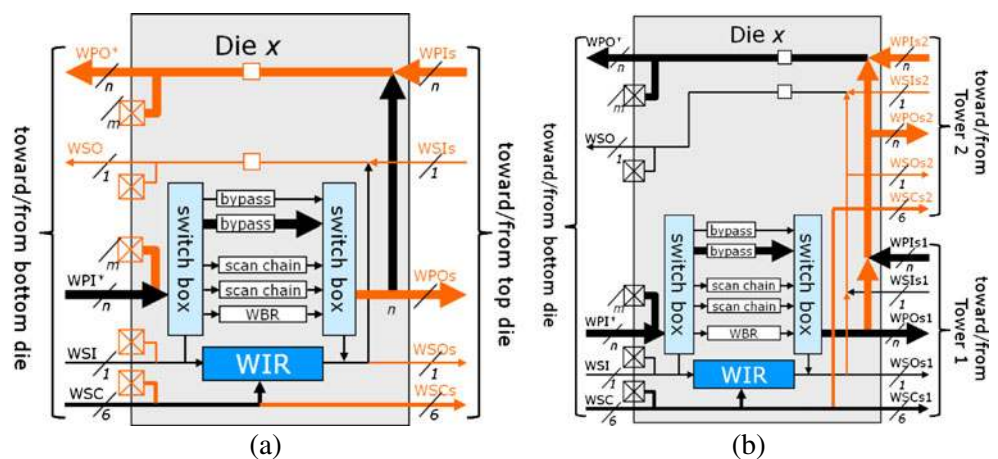 Die x
WPO*
n
WPIs
n
m
WSO
1
WSIs
1
bypass
bypass
switch box
switch box
m
scan chain
scan chain
WBR
WPI*
n
n
WPOs
n
WSI
1
WIR
WSOs
1
WSC
6
WSCs
6
toward/from bottom die
toward/from top die
(a)
Die x
WPO*
n
WPIs2
n
m
WSIs2
1
WPOs2
n
WSO
1
WSOs2
1
WSCs2
6
toward/from
Tower 2
bypass
bypass
switch box
switch box
WPIs1
n
m
scan chain
scan chain
WSIs1
1
WPI*
n
WBR
WPOs1
n
WSI
1
WIR
WSOs1
1
WSC
6
WSCs1
6
toward/from bottom die
toward/from
Tower 1
(b)